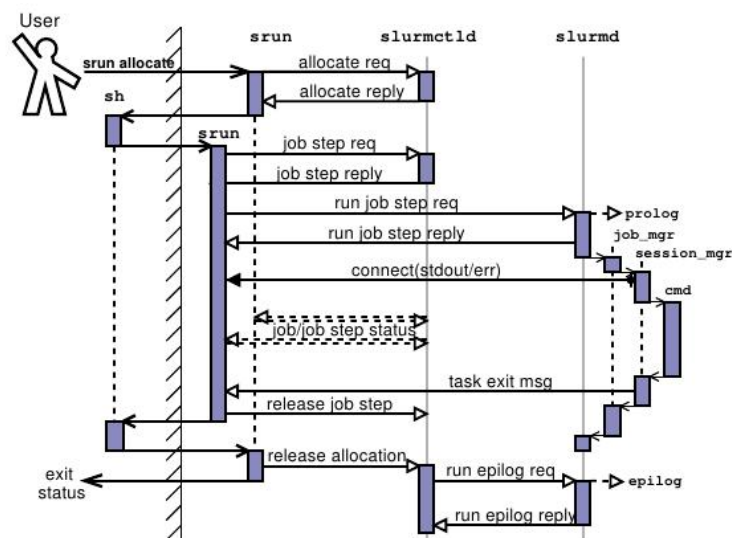 User
srun slurmctld slurmd
srun allocate allocate req
allocate reply
sh
srun
job step req
job step reply
run job step req
prolog
run job step reply
job_mgr
session_mgr
connect(stdout/err)
cmd
job/job step status
task exit msg
release job step
release allocation
exit
status
run epilog req
epilog
run epilog reply